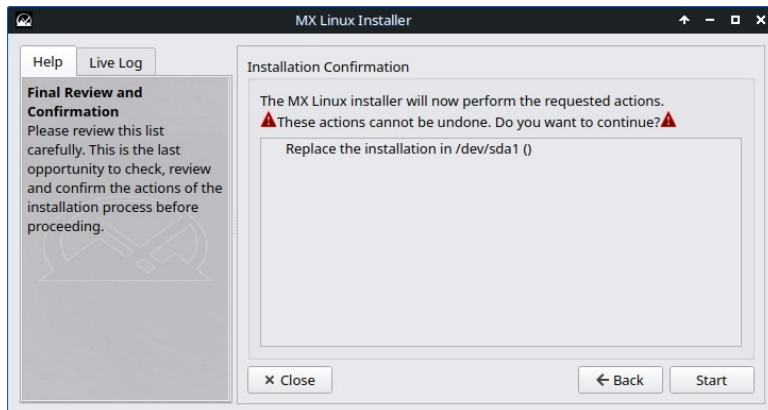 MX Linux Installer
Help
Live Log
Final Review and
Confirmation
Please review this list
carefully. This is the last
opportunity to check, review
and confirm the actions of the
installation process before
proceeding.
Installation Confirmation
The MX Linux installer will now perform the requested actions.
These actions cannot be undone. Do you want to continue?
Replace the installation in /dev/sda1 ()
Close
Back
Start